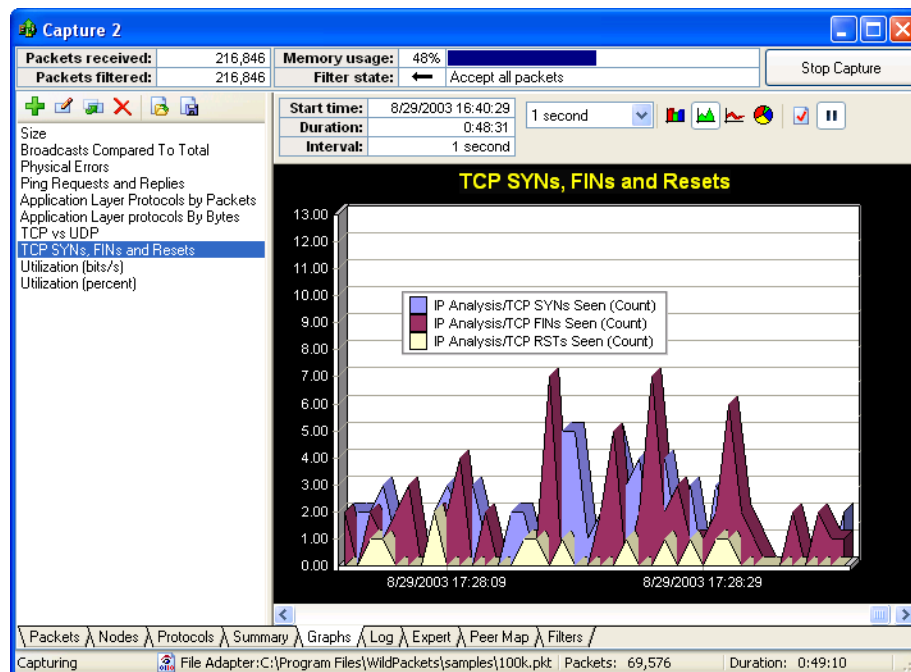 Capture 2
Packets received: 216,846
Packets filtered: 216,846
Memory usage: 48%
Filter state: Accept all packets
Stop Capture
Start time: 8/29/2003 16:40:29
Duration: 0:48:31
Interval: 1 second
1 second
Size
Broadcasts Compared To Total
Physical Errors
Ping Requests and Replies
Application Layer Protocols by Packets
Application Layer protocols By Bytes
TCP vs UDP
TCP SYNs, FINs and Resets
Utilization (bits/s)
Utilization (percent)
TCP SYNs, FINs and Resets
13.00
12.00
11.00
10.00
9.00
8.00
7.00
6.00
5.00
4.00
3.00
2.00
1.00
0.00
IP Analysis/TCP SYNs Seen (Count)
IP Analysis/TCP FINs Seen (Count)
IP Analysis/TCP RSTs Seen (Count)
8/29/2003 17:28:09
8/29/2003 17:28:29
Packets Nodes Protocols Summary Graphs Log Expert Peer Map Filters
Capturing File Adapter:C:\Program Files\WildPackets\samples\100k.pkt Packets: 69,576 Duration: 0:49:10